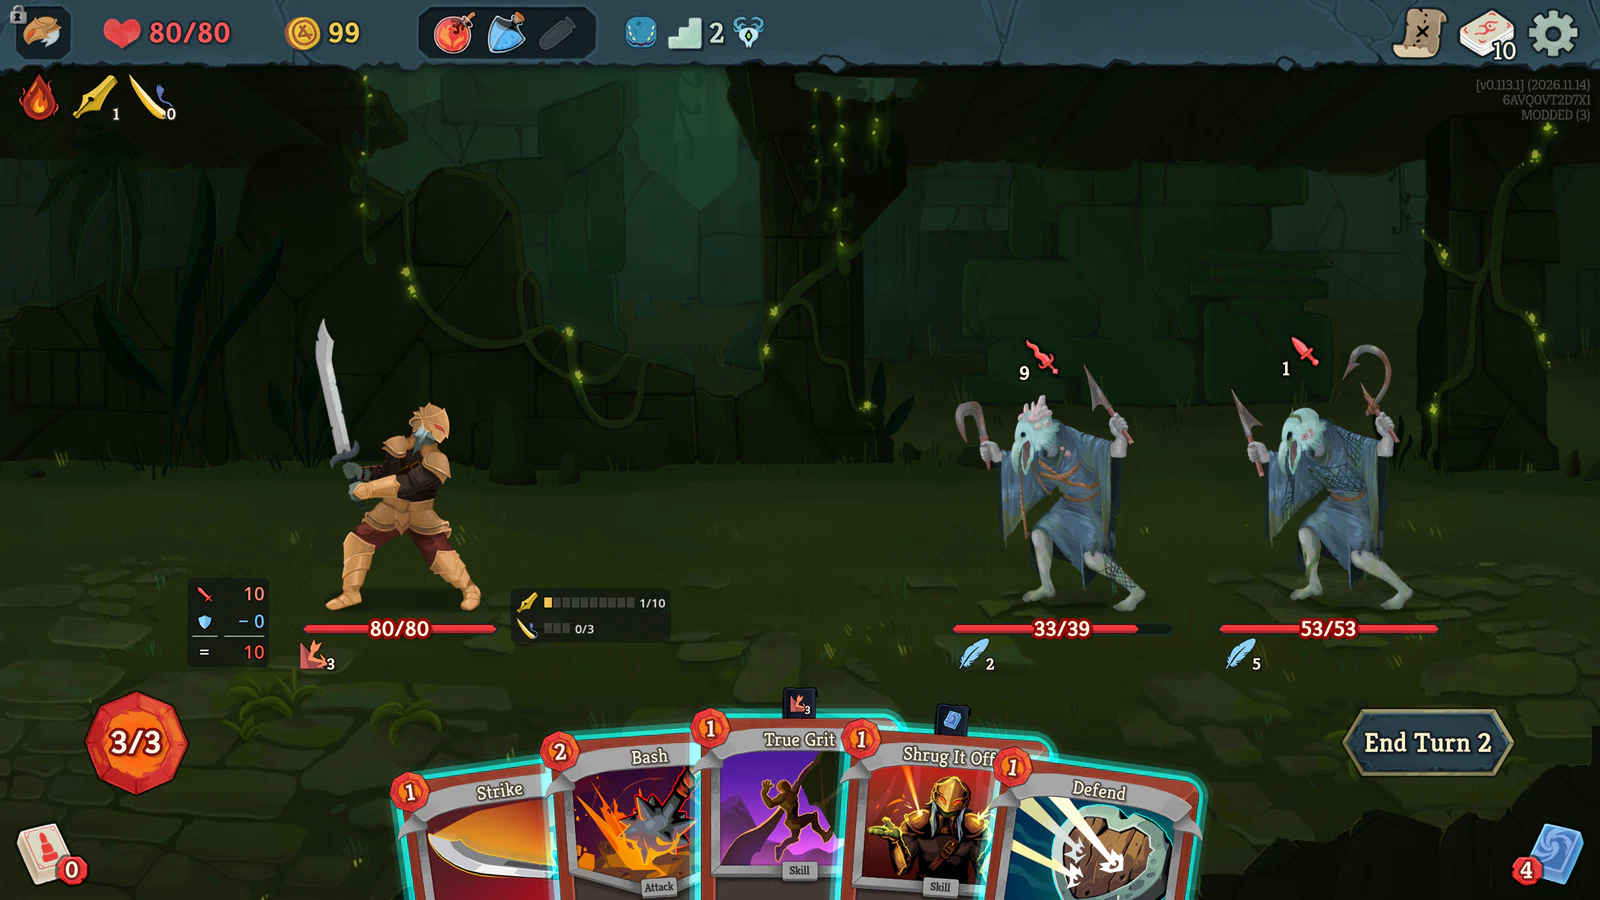 80/80
99
2
10
[v0.113.1] (2026.11.14)
6AVQ0VT2D7X1
MODDED (3)
1
0
9
1
10
- 0
= 10
1/10
0/3
80/80
3
33/39
2
53/53
5
3/3
End Turn 2
1
Strike
2
Bash
Attack
1
3
True Grit
Skill
1
Shrug It Off
Skill
1
Defend
0
4